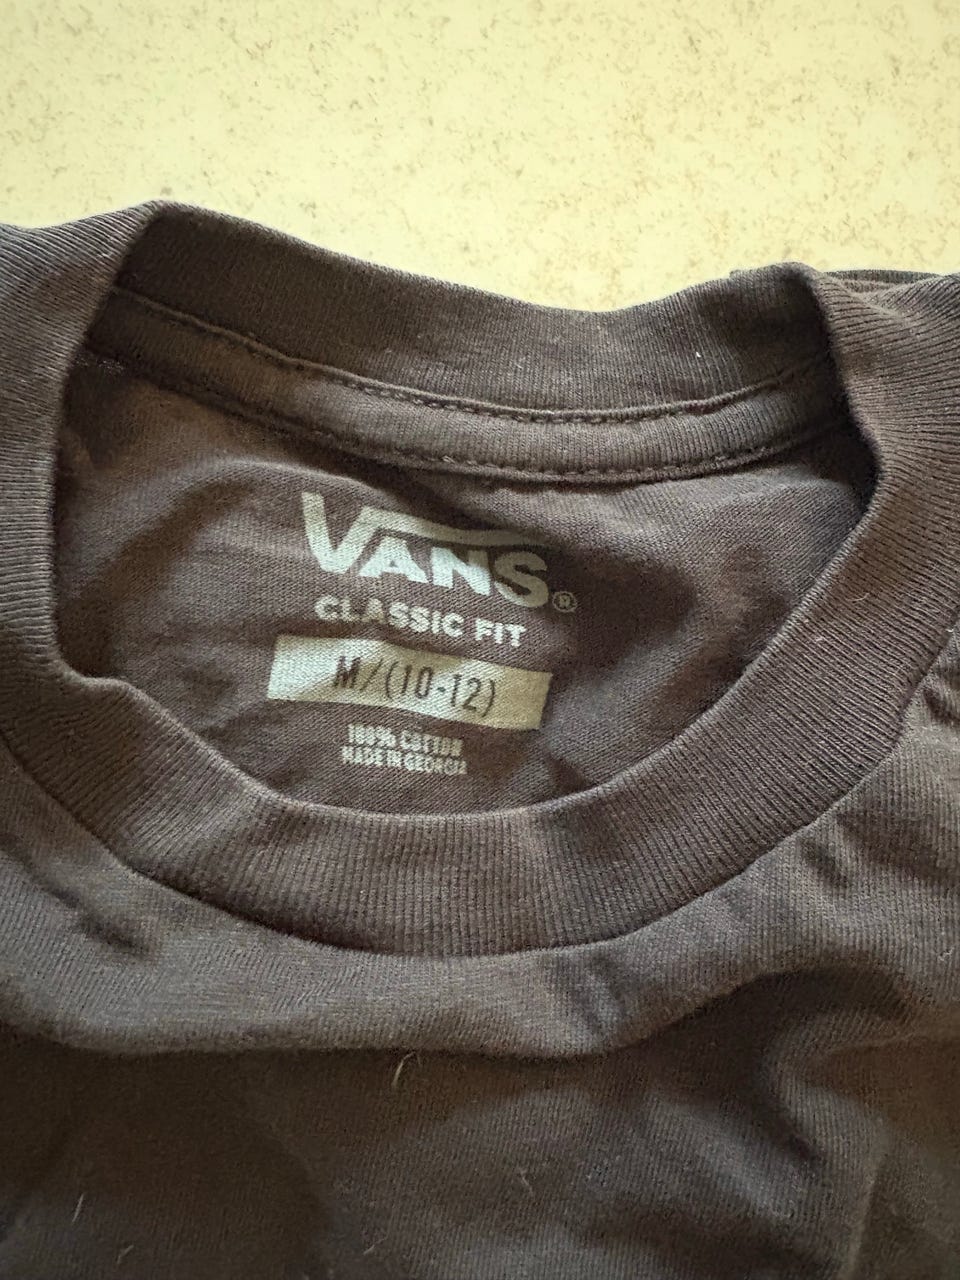 VANS®
CLASSIC FIT
M/(10-12)
100% COTTON
MADE IN GEORGIA